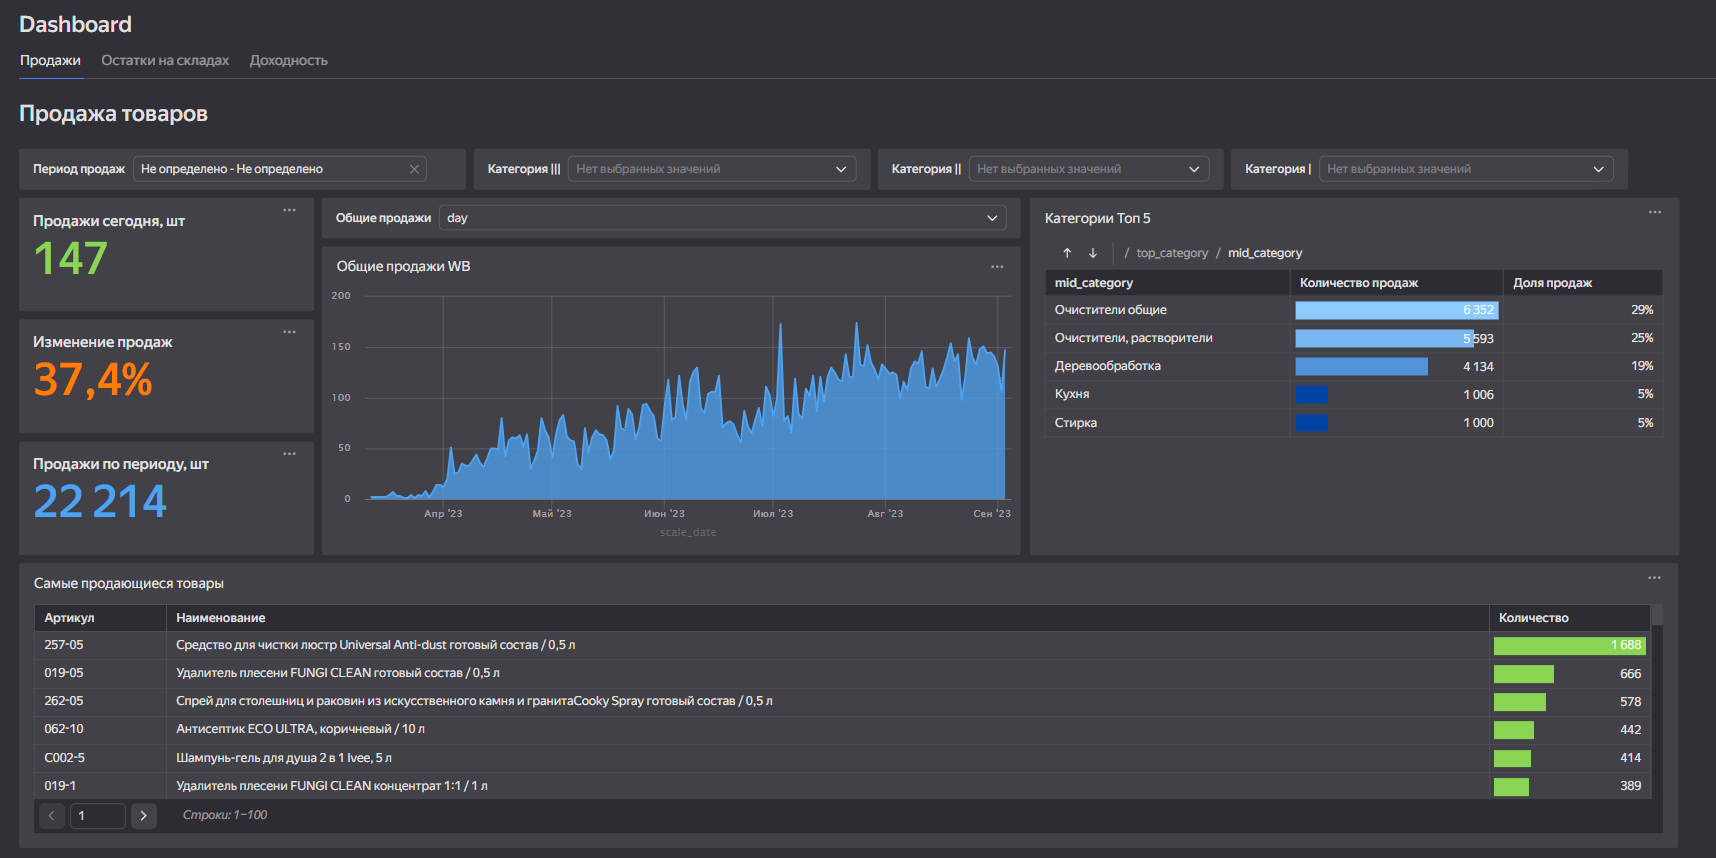 Dashboard
Продажи Остатки на складах Доходность
Продажа товаров
Период продаж Не определено - Не определено Категория ||| Нет выбранных значений Категория || Нет выбранных значений Категория | Нет выбранных значений
Продажи сегодня, шт
147
Изменение продаж
37,4%
Продажи по периоду, шт
22 214
Общие продажи day
Общие продажи WB
200
150
100
50
0
Апр '23 Май '23 Июн '23 Июл '23 Авг '23 Сен '23
scale_date
Категории Топ 5
/ top_category / mid_category
mid_category Количество продаж Доля продаж
Очистители общие 6 352 29%
Очистители, растворители 5 593 25%
Деревообработка 4 134 19%
Кухня 1 006 5%
Стирка 1 000 5%
Самые продающиеся товары
Артикул Наименование Количество
257-05 Средство для чистки люстр Universal Anti-dust готовый состав / 0,5 л 1 688
019-05 Удалитель плесени FUNGI CLEAN готовый состав / 0,5 л 666
262-05 Спрей для столешниц и раковин из искусственного камня и гранитаCooky Spray готовый состав / 0,5 л 578
062-10 Антисептик ECO ULTRA, коричневый / 10 л 442
C002-5 Шампунь-гель для душа 2 в 1 Ivee, 5 л 414
019-1 Удалитель плесени FUNGI CLEAN концентрат 1:1 / 1 л 389
1 Строки: 1−100